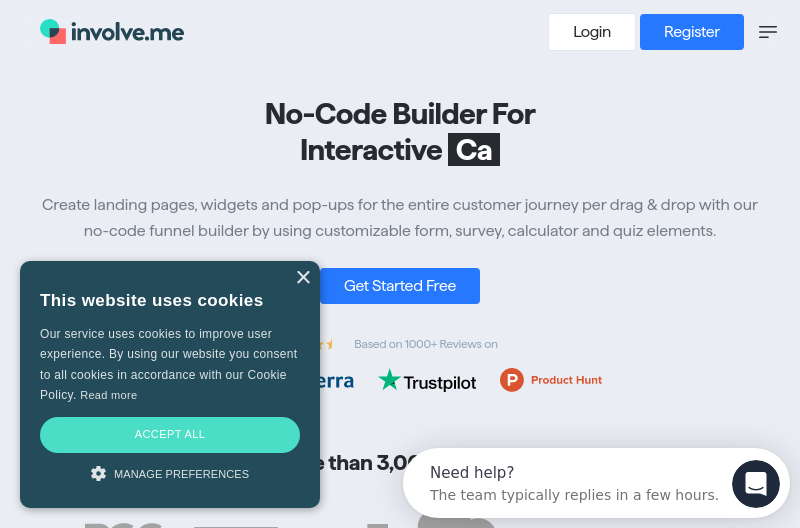 involve.me
Login
Register
No-Code Builder For
Interactive Ca
Create landing pages, widgets and pop-ups for the entire customer journey per drag & drop with our
no-code funnel builder by using customizable form, survey, calculator and quiz elements.
Get Started Free
This website uses cookies
Our service uses cookies to improve user
experience. By using our website you consent
to all cookies in accordance with our Cookie
Policy. Read more
ACCEPT ALL
MANAGE PREFERENCES
Based on 1000+ Reviews on
erra
Trustpilot
P Product Hunt
than 3,0
Need help?
The team typically replies in a few hours.